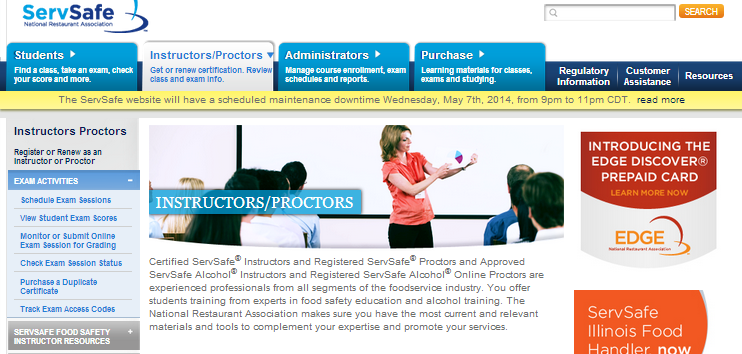 ServSafe
National Restaurant Association
SEARCH
Students
Find a class, take an exam, check
your score and more.
Instructors/Proctors
Get or renew certification. Review
class and exam info.
Administrators
Manage course enrollment, exam
schedules and reports.
Purchase
Learning materials for classes,
exams and studying.
Regulatory
Information
Customer
Assistance
Resources
The ServSafe website will have a scheduled maintenance downtime Wednesday, May 7th, 2014, from 9pm to 11pm CDT. read more
Instructors Proctors
Register or Renew as an
Instructor or Proctor
EXAM ACTIVITIES -
Schedule Exam Sessions
View Student Exam Scores
Monitor or Submit Online
Exam Session for Grading
Check Exam Session Status
Purchase a Duplicate
Certificate
Track Exam Access Codes
SERVSAFE FOOD SAFETY +
INSTRUCTOR RESOURCES
INSTRUCTORS/PROCTORS
Certified ServSafe® Instructors and Registered ServSafe® Proctors and Approved
ServSafe Alcohol® Instructors and Registered ServSafe Alcohol® Online Proctors are
experienced professionals from all segments of the foodservice industry. You offer
students training from experts in food safety education and alcohol training. The
National Restaurant Association makes sure you have the most current and relevant
materials and tools to complement your expertise and promote your services.
INTRODUCING THE
EDGE DISCOVER®
PREPAID CARD
LEARN MORE NOW
EDGE
National Restaurant Association
ServSafe
Illinois Food
Handler now